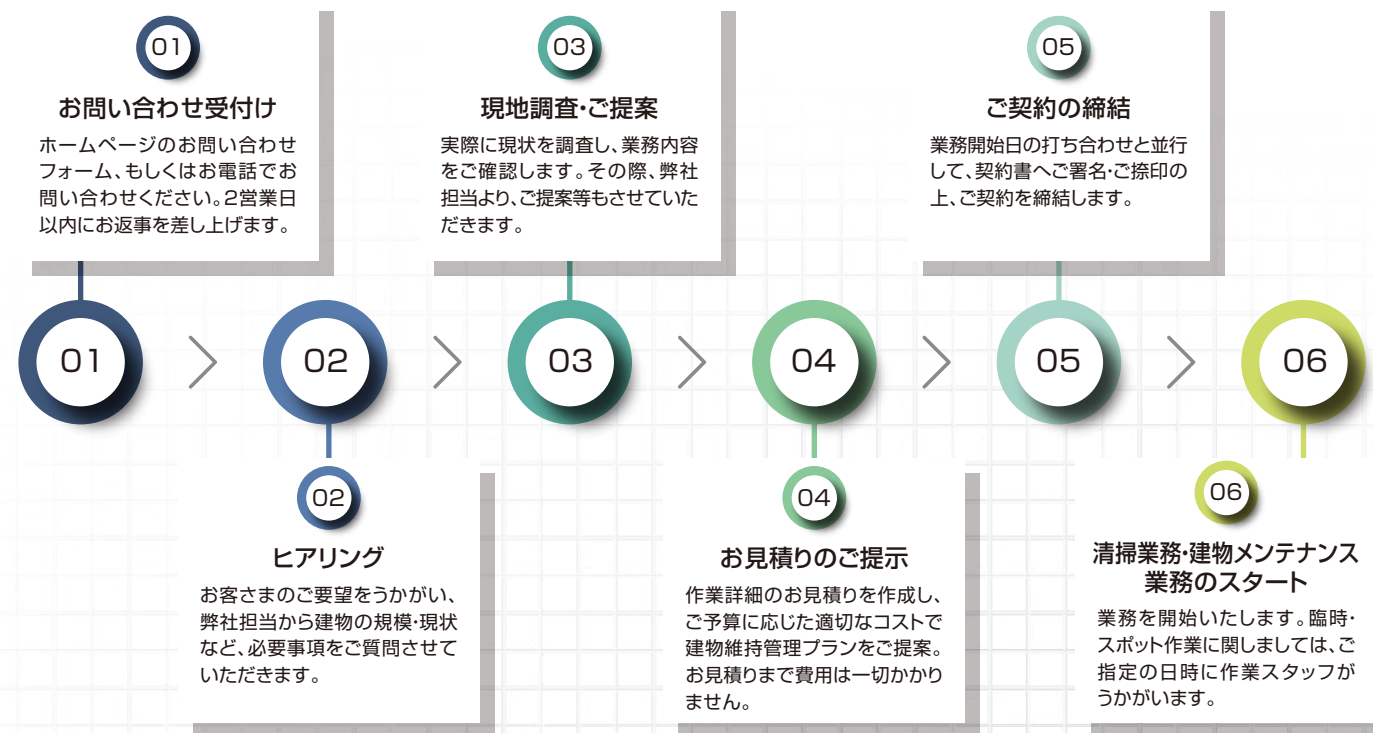 01
お問い合わせ受付け
ホームページのお問い合わせ
フォーム、もしくはお電話でお
問い合わせください。2営業日
以内にお返事を差し上げます。
03
現地調査・ご提案
実際に現状を調査し、業務内容
をご確認します。その際、弊社
担当より、ご提案等もさせていた
だきます。
05
ご契約の締結
業務開始日の打ち合わせと並行
して、契約書へご署名・ご捺印の
上、ご契約を締結します。
01
02
03
04
05
06
02
ヒアリング
お客さまのご要望をうかがい、
弊社担当から建物の規模・現状
など、必要事項をご質問させて
いただきます。
04
お見積りのご提示
作業詳細のお見積りを作成し、
ご予算に応じた適切なコストで
建物維持管理プランをご提案。
お見積りまで費用は一切かかり
ません。
06
清掃業務・建物メンテナンス
業務のスタート
業務を開始いたします。臨時・
スポット作業に関しましては、ご
指定の日時に作業スタッフが
うかがいます。